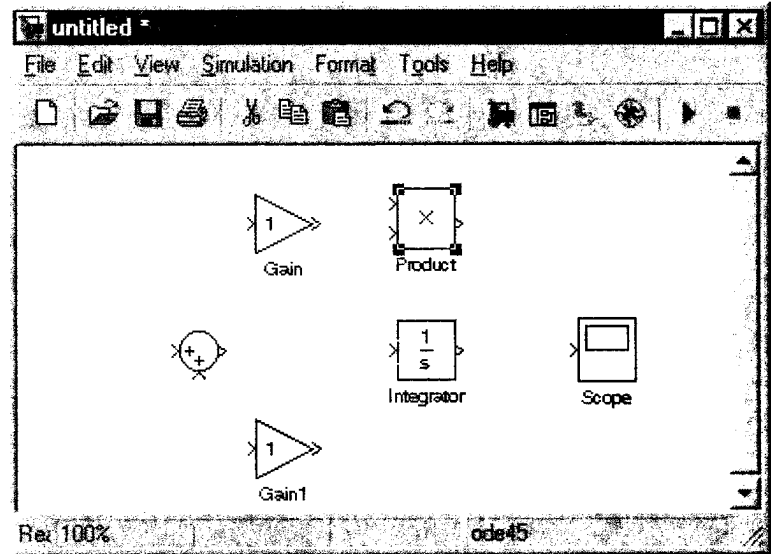 untitled *
File Edit View Simulation Format Tools Help
1
×
Gain
Product
+
+
1
s
Integrator
Scope
1
Gain1
100%
ode45